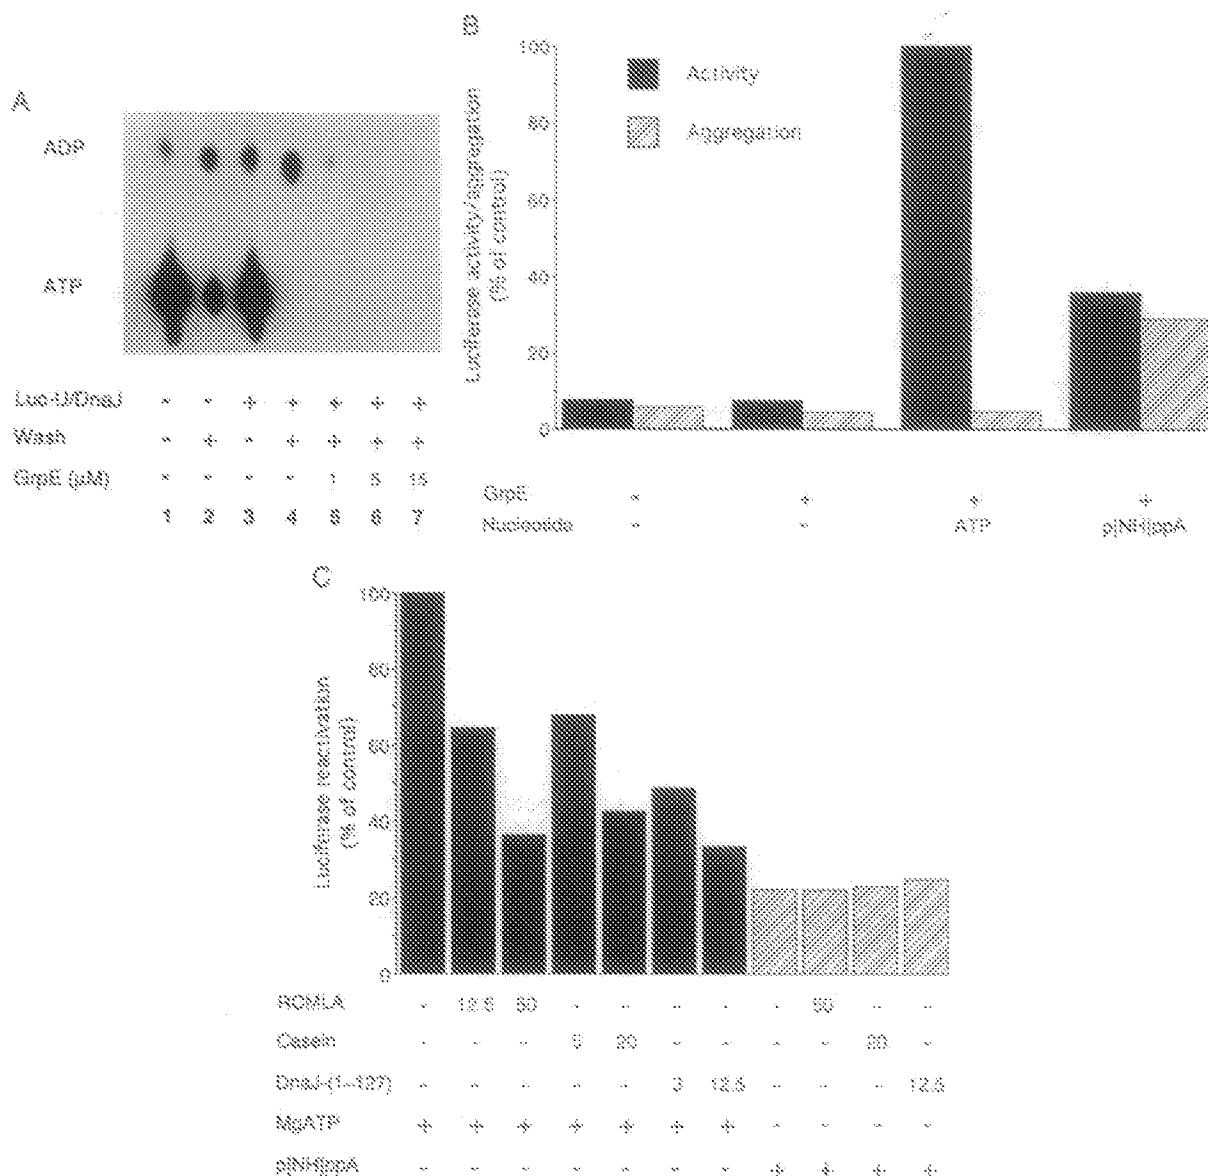 A
ADP
ATP
Luc-U/DnaJ - - + + + + +
Wash - + - + + + +
GrpE (µM) - - - - 1 5 15
1 2 3 4 5 6 7
B
Luciferase activity/aggregation
(% of control)
100
80
60
40
20
0
Activity
Aggregation
GrpE - + + +
Nucleotide - - ATP p[NH]ppA
C
Luciferase reactivation
(% of control)
100
80
60
40
20
0
RCMLA - 12.5 50 - - - - - 50 - -
Casein - - - 5 20 - - - - 20 -
DnaJ-(1–127) - - - - - 3 12.5 - - - 12.5
MgATP + + + + + + + - - - -
p[NH]ppA - - - - - - - + + + +